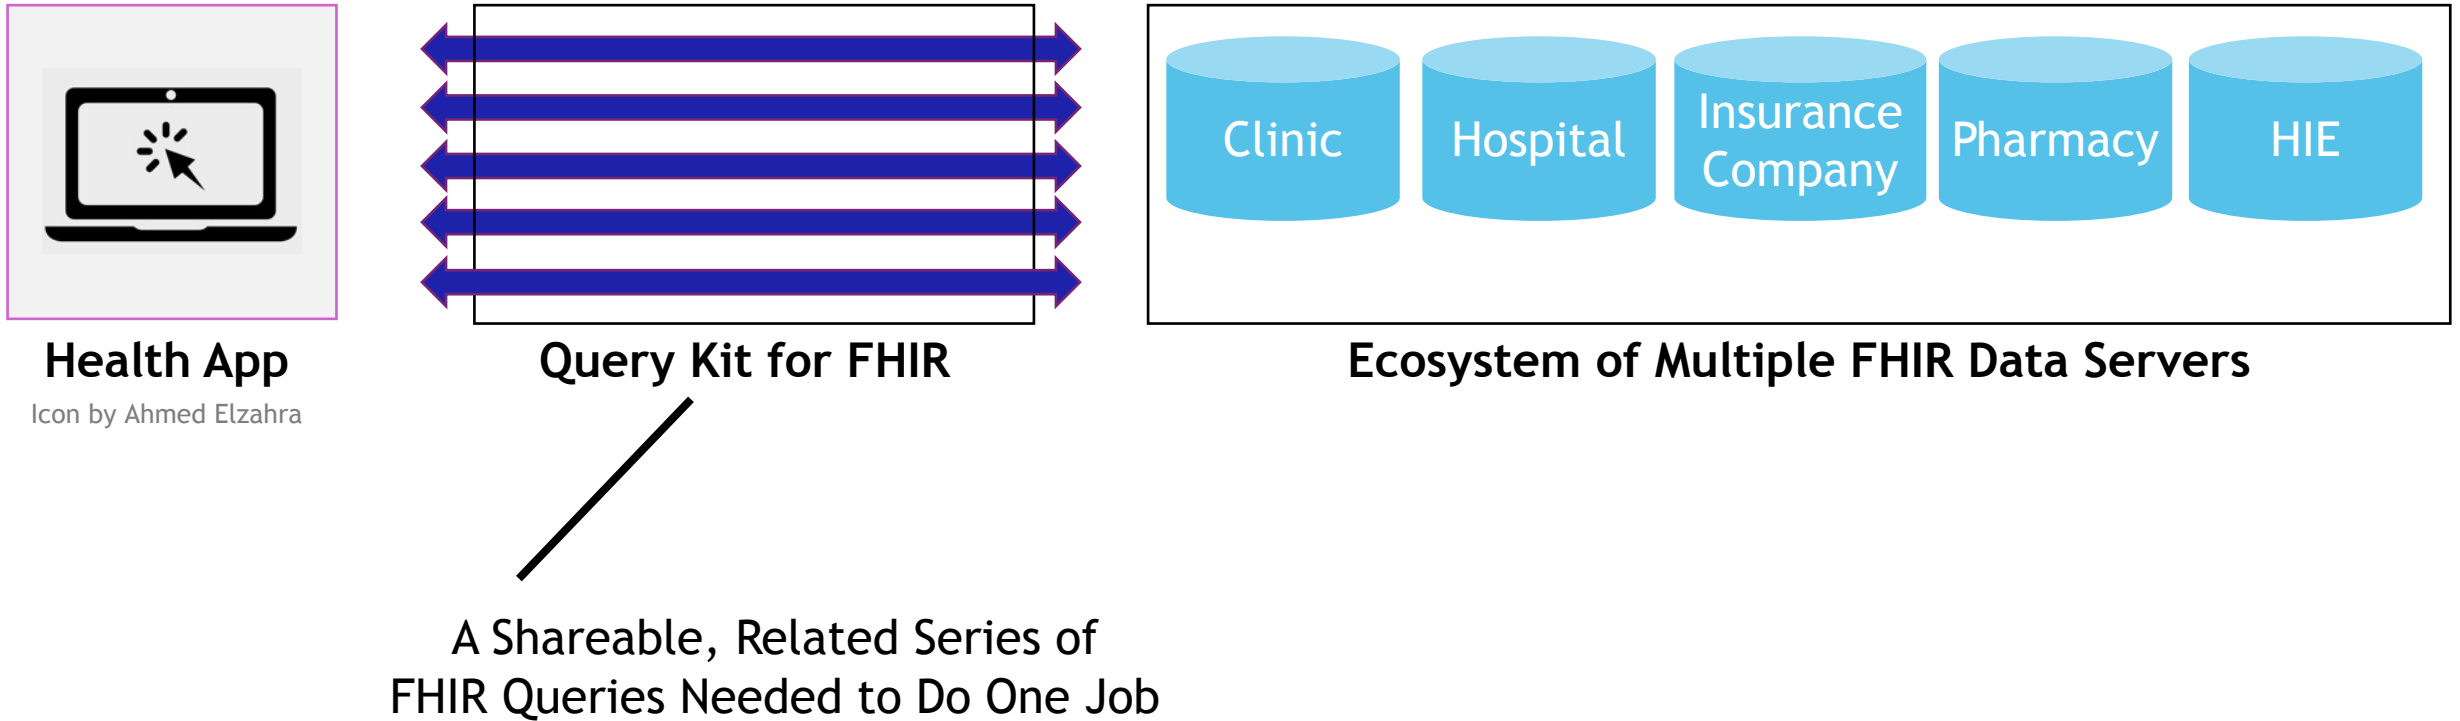 Clinic
Hospital
Insurance
Company
Pharmacy
HIE
Health App
Icon by Ahmed Elzahra
Query Kit for FHIR
Ecosystem of Multiple FHIR Data Servers
A Shareable, Related Series of
FHIR Queries Needed to Do One Job